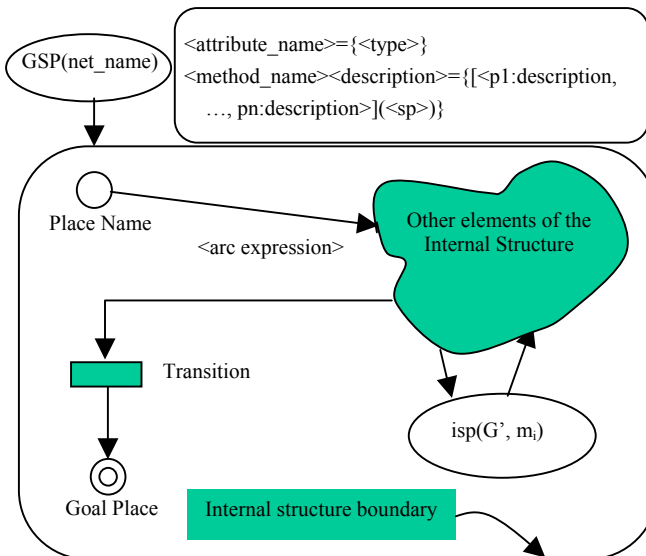 GSP(net_name)
<attribute_name>={<type>}
<method_name><description>={[<p1:description,
…, pn:description>](<sp>)}
Place Name
Other elements of the
Internal Structure
<arc expression>
Transition
isp(G’, mi)
Goal Place
Internal structure boundary